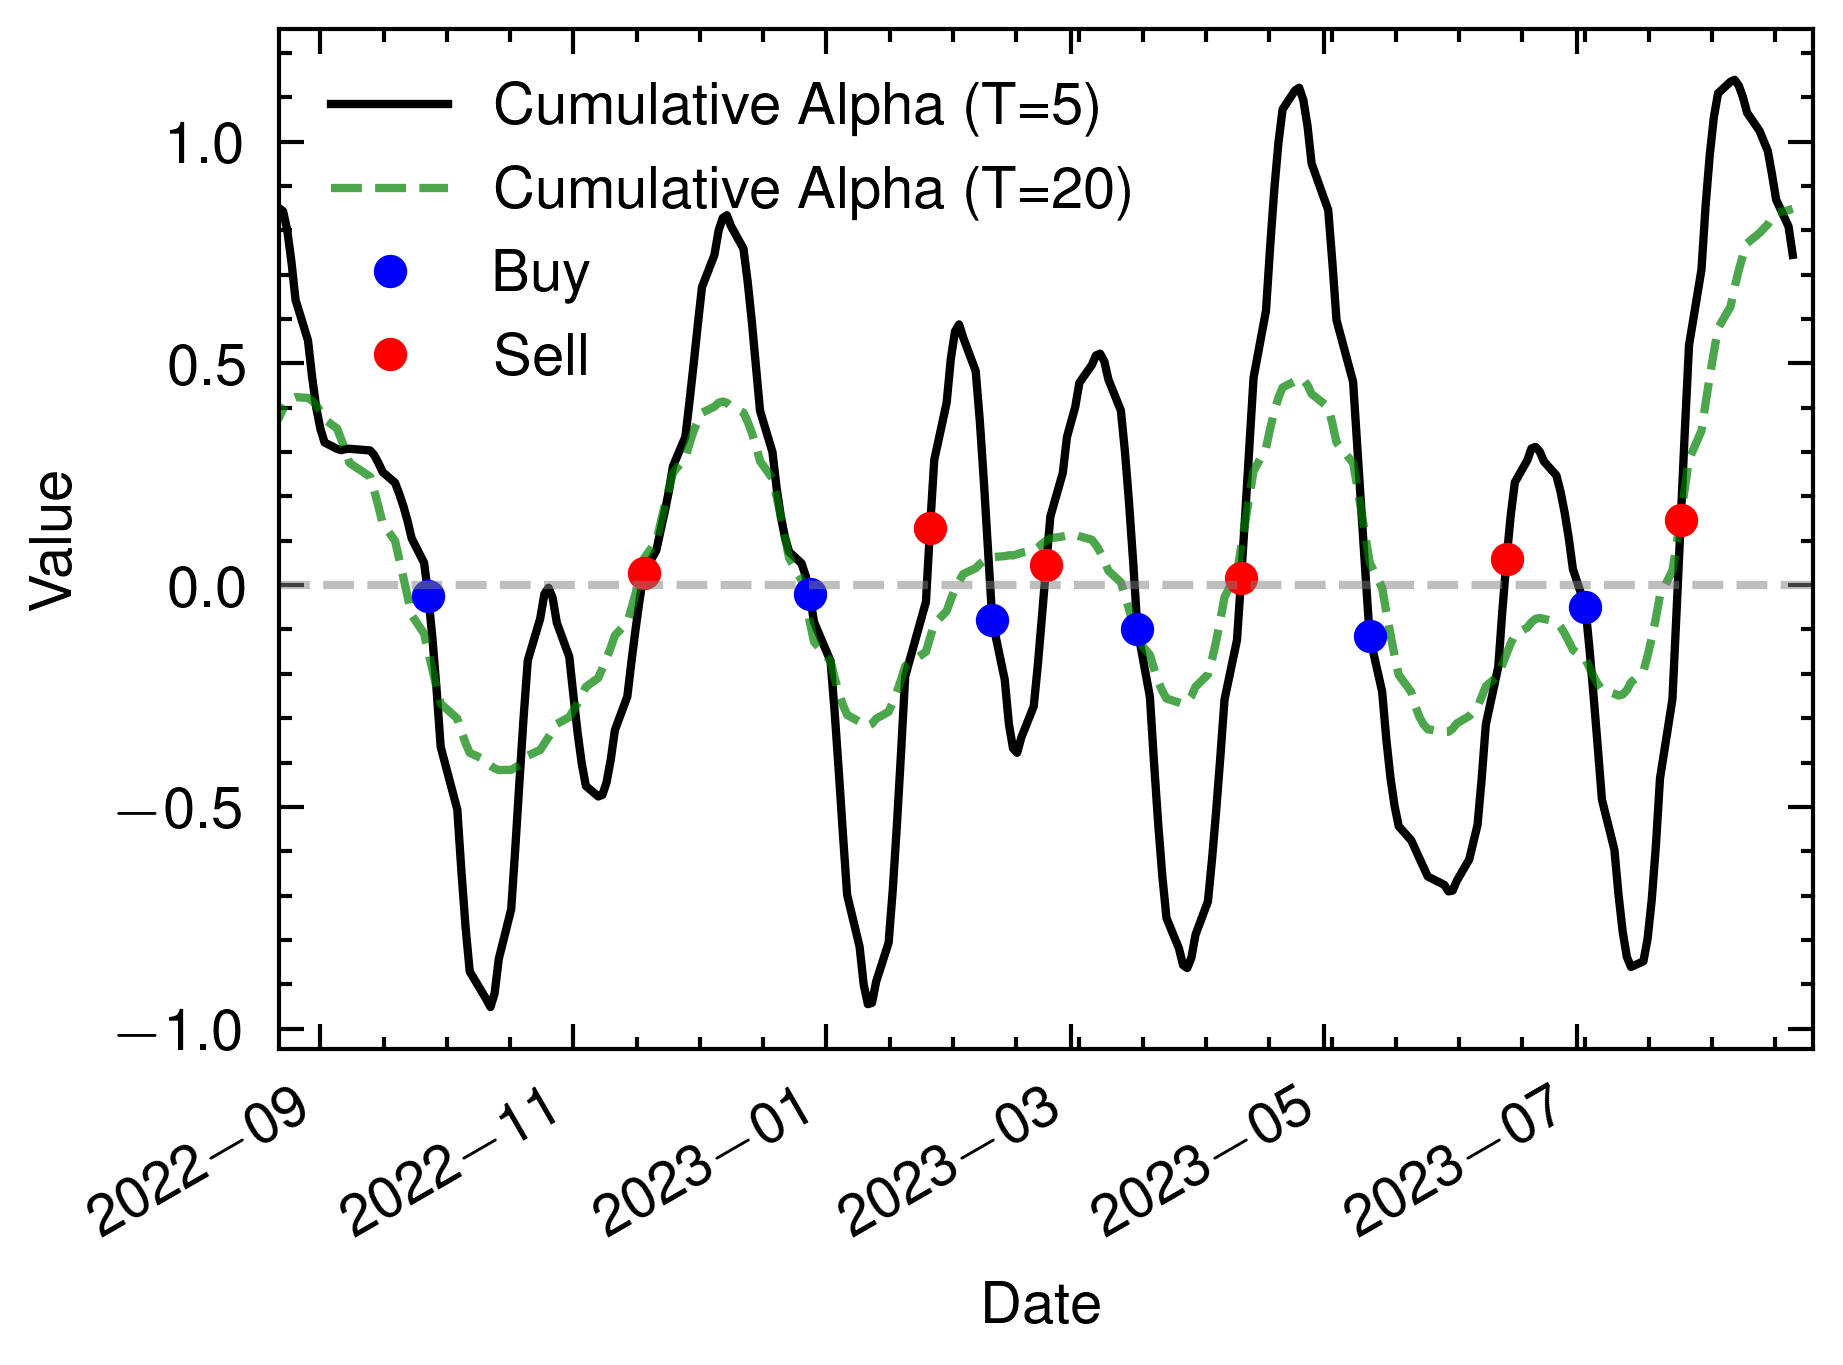 Cumulative Alpha (T=5)
Cumulative Alpha (T=20)
Buy
Sell
1.0
0.5
0.0
−0.5
−1.0
Value
2022−09
2022−11
2023−01
2023−03
2023−05
2023−07
Date